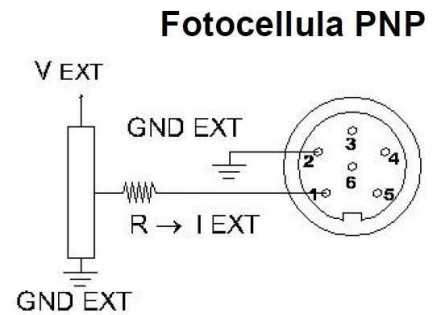 Fotocellula PNP
V EXT
GND EXT
3
2
4
6
1
5
R → I EXT
GND EXT